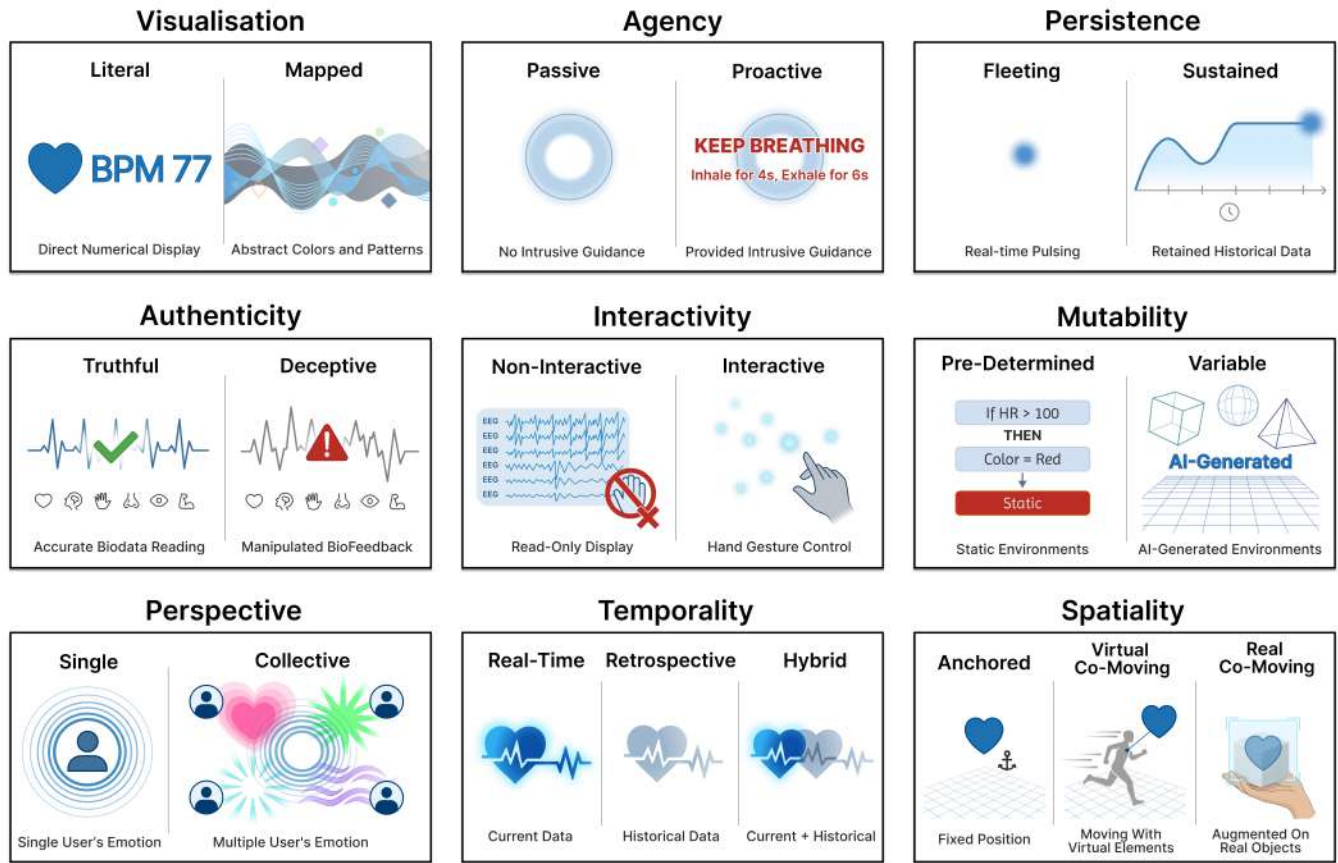 Visualisation
Literal
Mapped
BPM 77
Direct Numerical Display
Abstract Colors and Patterns
Agency
Passive
Proactive
KEEP BREATHING
Inhale for 4s, Exhale for 6s
No Intrusive Guidance
Provided Intrusive Guidance
Persistence
Fleeting
Sustained
Real-time Pulsing
Retained Historical Data
Authenticity
Truthful
Deceptive
!
Accurate Biodata Reading
Manipulated BioFeedback
Interactivity
Non-Interactive
Interactive
EEG
EEG
EEG
EEG
EEG
EEG
Read-Only Display
Hand Gesture Control
Mutability
Pre-Determined
Variable
If HR > 100
THEN
Color = Red
Static
AI-Generated
Static Environments
AI-Generated Environments
Perspective
Single
Collective
Single User's Emotion
Multiple User's Emotion
Temporality
Real-Time
Retrospective
Hybrid
Current Data
Historical Data
Current + Historical
Spatiality
Anchored
Virtual
Co-Moving
Real
Co-Moving
Fixed Position
Moving With
Virtual Elements
Augmented On
Real Objects